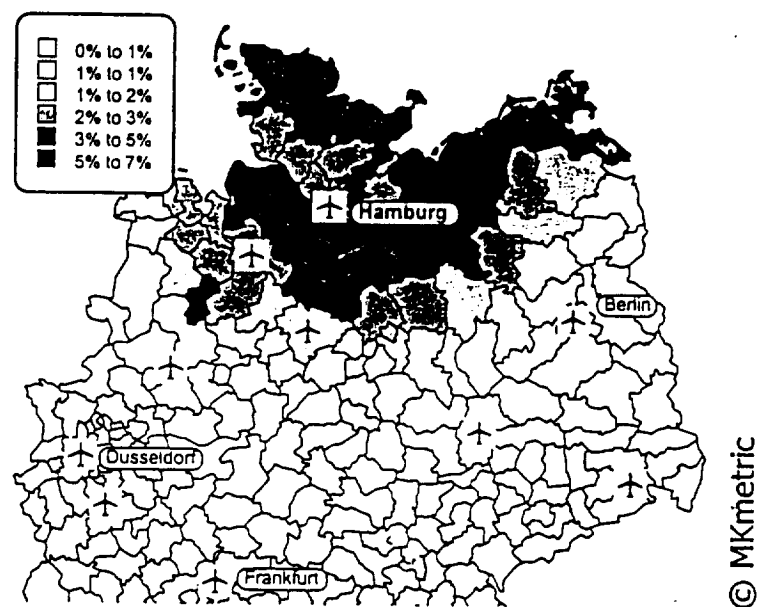 0% to 1%
1% to 1%
1% to 2%
2% to 3%
3% to 5%
5% to 7%
Hamburg
Berlin
Dusseldorf
Frankfurt
© MKmetric